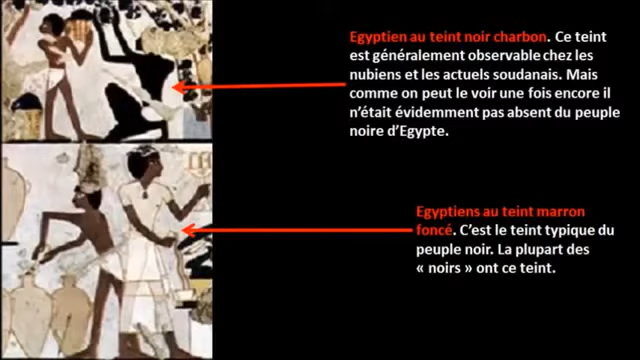 Egyptien au teint noir charbon. Ce teint
est généralement observable chez les
nubiens et les actuels soudanais. Mais
comme on peut le voir une fois encore il
n'était évidemment pas absent du peuple
noire d'Egypte.
Egyptiens au teint marron
foncé. C'est le teint typique du
peuple noir. La plupart des
« noirs » ont ce teint.